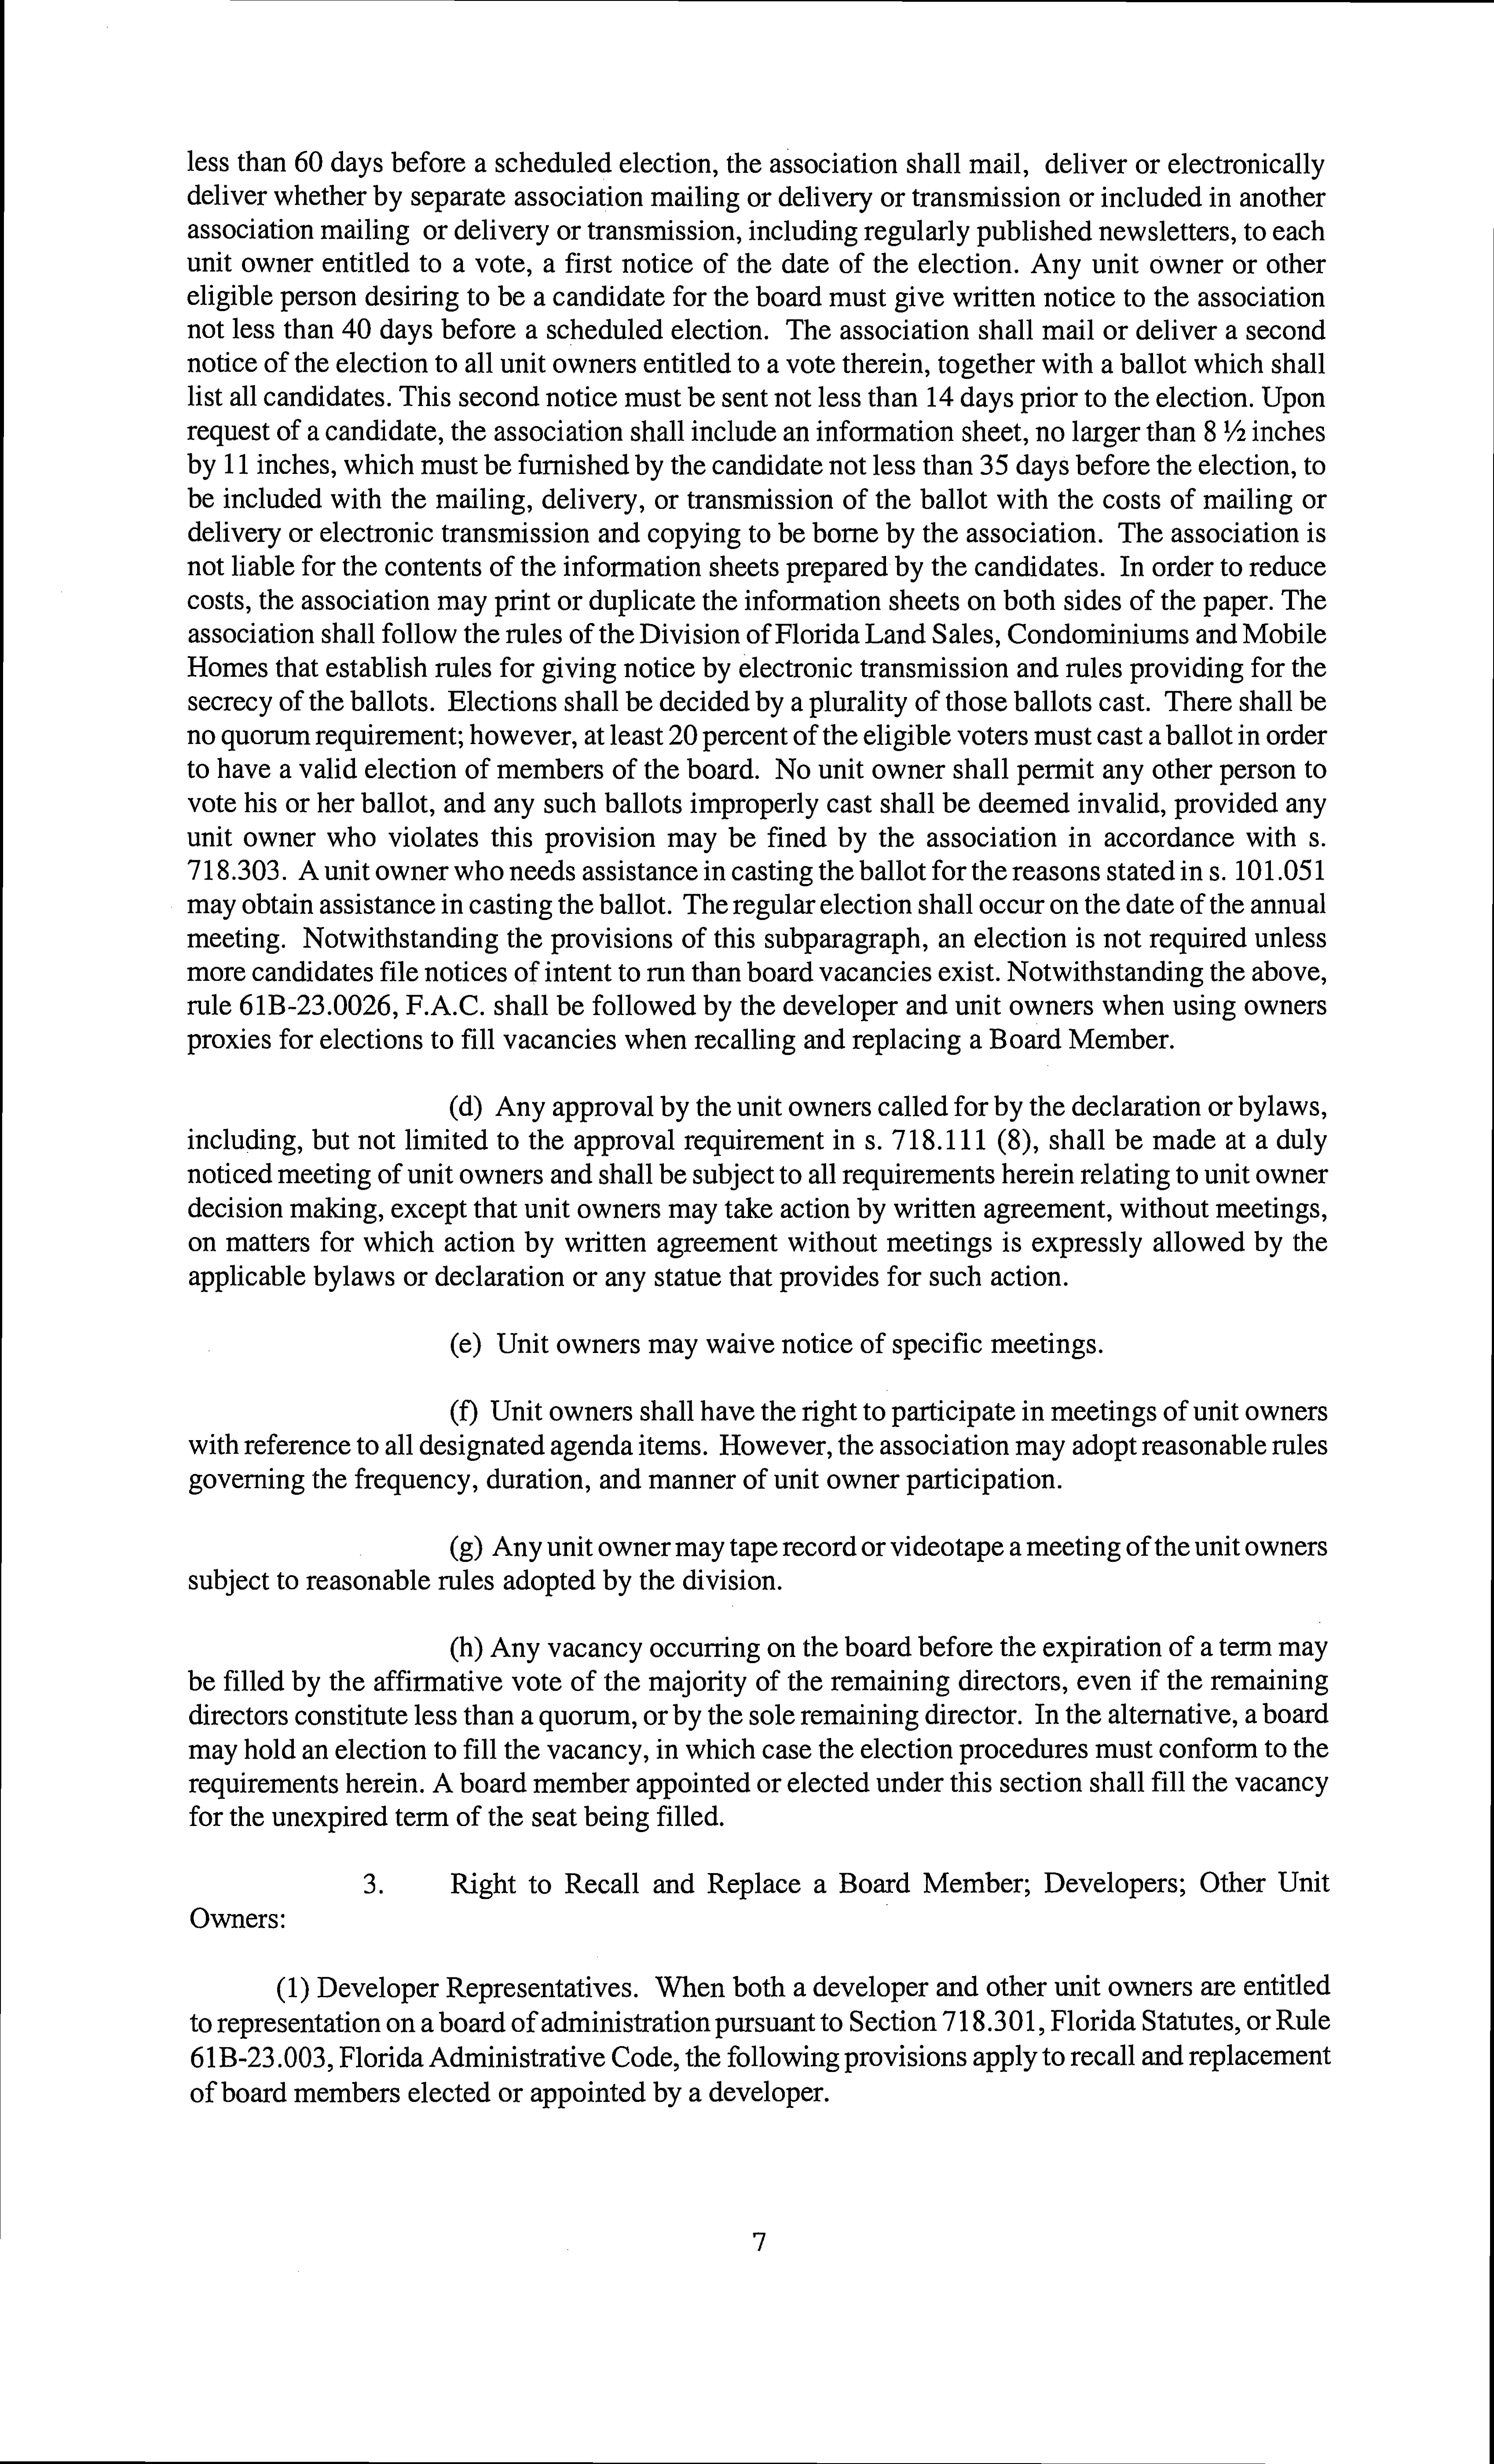 less than 60 days before a scheduled election, the association shall mail, deliver or electronically
deliver whether by separate association mailing or delivery or transmission or included in another
association mailing or delivery or transmission, including regularly published newsletters, to each
unit owner entitled to a vote, a first notice of the date of the election. Any unit owner or other
eligible person desiring to be a candidate for the board must give written notice to the association
not less than 40 days before a scheduled election. The association shall mail or deliver a second
notice of the election to all unit owners entitled to a vote therein, together with a ballot which shall
list all candidates. This second notice must be sent not less than 14 days prior to the election. Upon
request of a candidate, the association shall include an information sheet, no larger than 8 ½ inches
by 11 inches, which must be furnished by the candidate not less than 35 days before the election, to
be included with the mailing, delivery, or transmission of the ballot with the costs of mailing or
delivery or electronic transmission and copying to be borne by the association. The association is
not liable for the contents of the information sheets prepared by the candidates. In order to reduce
costs, the association may print or duplicate the information sheets on both sides of the paper. The
association shall follow the rules of the Division of Florida Land Sales, Condominiums and Mobile
Homes that establish rules for giving notice by electronic transmission and rules providing for the
secrecy of the ballots. Elections shall be decided by a plurality of those ballots cast. There shall be
no quorum requirement; however, at least 20 percent of the eligible voters must cast a ballot in order
to have a valid election of members of the board. No unit owner shall permit any other person to
vote his or her ballot, and any such ballots improperly cast shall be deemed invalid, provided any
unit owner who violates this provision may be fined by the association in accordance with s.
718.303. A unit owner who needs assistance in casting the ballot for the reasons stated in s. 101.051
may obtain assistance in casting the ballot. The regular election shall occur on the date of the annual
meeting. Notwithstanding the provisions of this subparagraph, an election is not required unless
more candidates file notices of intent to run than board vacancies exist. Notwithstanding the above,
rule 61B-23.0026, F.A.C. shall be followed by the developer and unit owners when using owners
proxies for elections to fill vacancies when recalling and replacing a Board Member.
(d) Any approval by the unit owners called for by the declaration or bylaws,
including, but not limited to the approval requirement in s. 718.111 (8), shall be made at a duly
noticed meeting of unit owners and shall be subject to all requirements herein relating to unit owner
decision making, except that unit owners may take action by written agreement, without meetings,
on matters for which action by written agreement without meetings is expressly allowed by the
applicable bylaws or declaration or any statue that provides for such action.
(e) Unit owners may waive notice of specific meetings.
(f) Unit owners shall have the right to participate in meetings of unit owners
with reference to all designated agenda items. However, the association may adopt reasonable rules
governing the frequency, duration, and manner of unit owner participation.
(g) Any unit owner may tape record or videotape a meeting of the unit owners
subject to reasonable rules adopted by the division.
(h) Any vacancy occurring on the board before the expiration of a term may
be filled by the affirmative vote of the majority of the remaining directors, even if the remaining
directors constitute less than a quorum, or by the sole remaining director. In the alternative, a board
may hold an election to fill the vacancy, in which case the election procedures must conform to the
requirements herein. A board member appointed or elected under this section shall fill the vacancy
for the unexpired term of the seat being filled.
3. Right to Recall and Replace a Board Member; Developers; Other Unit
Owners:
(1) Developer Representatives. When both a developer and other unit owners are entitled
to representation on a board of administration pursuant to Section 718.301, Florida Statutes, or Rule
61B-23.003, Florida Administrative Code, the following provisions apply to recall and replacement
of board members elected or appointed by a developer.
7